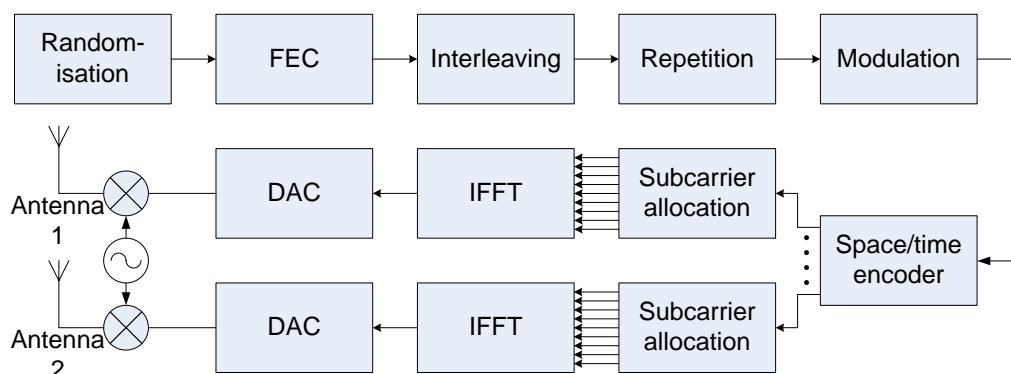 Random-
isation
FEC
Interleaving
Repetition
Modulation
Antenna
1
DAC
IFFT
Subcarrier
allocation
Space/time
encoder
Antenna
2
DAC
IFFT
Subcarrier
allocation